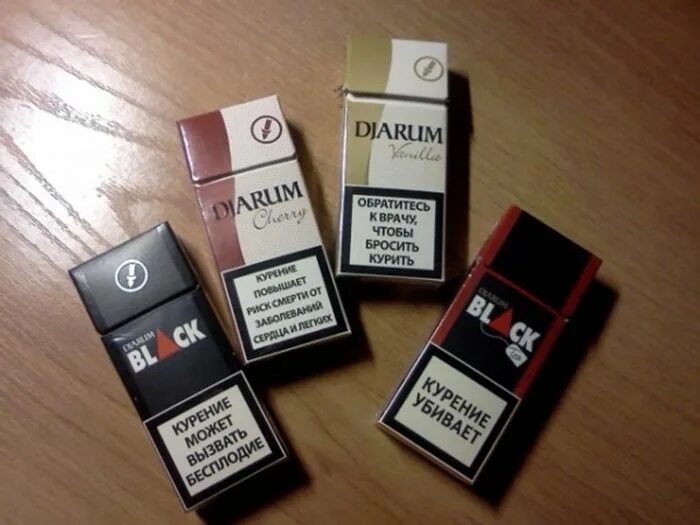 DJARUM
Vanilla
ОБРАТИТЕСЬ
К ВРАЧУ,
ЧТОБЫ
БРОСИТЬ
КУРИТЬ
DJARUM
Cherry
КУРЕНИЕ
ПОВЫШАЕТ
РИСК СМЕРТИ ОТ
ЗАБОЛЕВАНИЙ
СЕРДЦА И ЛЕГКИХ
DJARUM
BLACK
КУРЕНИЕ
МОЖЕТ
ВЫЗВАТЬ
БЕСПЛОДИЕ
DJARUM
BLACK
Tea
КУРЕНИЕ
УБИВАЕТ